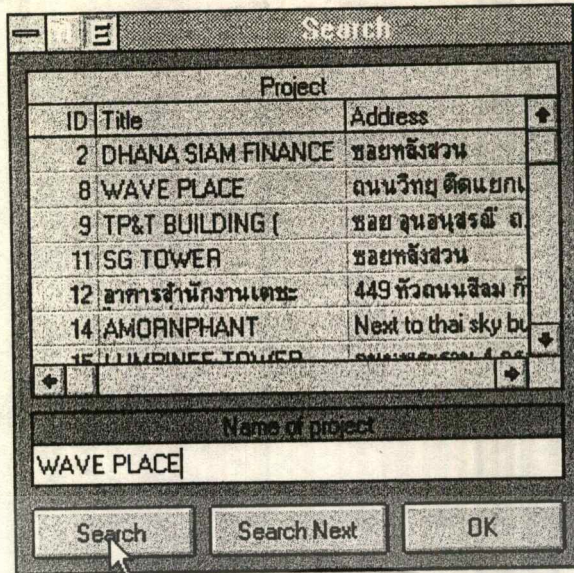 Search
Project
ID Title Address
2 DHANA SIAM FINANCE ซอยหลังสวน
8 WAVE PLACE ถนนวิทยุ ติดแยกเ
9 TP&T BUILDING ( ซอย อุนอนุสรณ์ ถ.
11 SG TOWER ซอยหลังสวน
12 อาคารสำนักงานเตชะ 449 หัวถนนสีลม ก้
14 AMORNPHANT Next to thai sky bu
15 LUMPINEE TOWER
Name of project
WAVE PLACE
Search Search Next OK